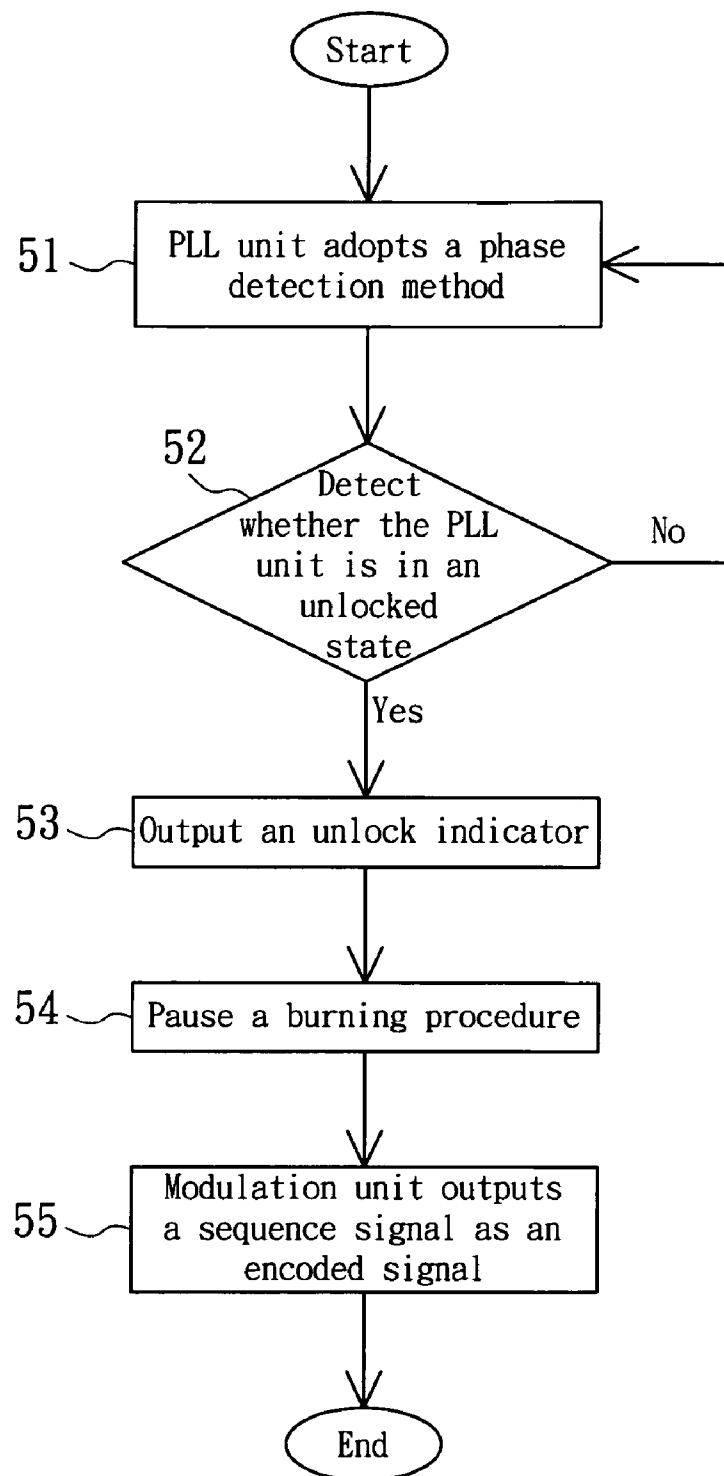 Start
51
PLL unit adopts a phase
detection method
52
Detect
whether the PLL
unit is in an
unlocked
state
No
Yes
53
Output an unlock indicator
54
Pause a burning procedure
55
Modulation unit outputs
a sequence signal as an
encoded signal
End